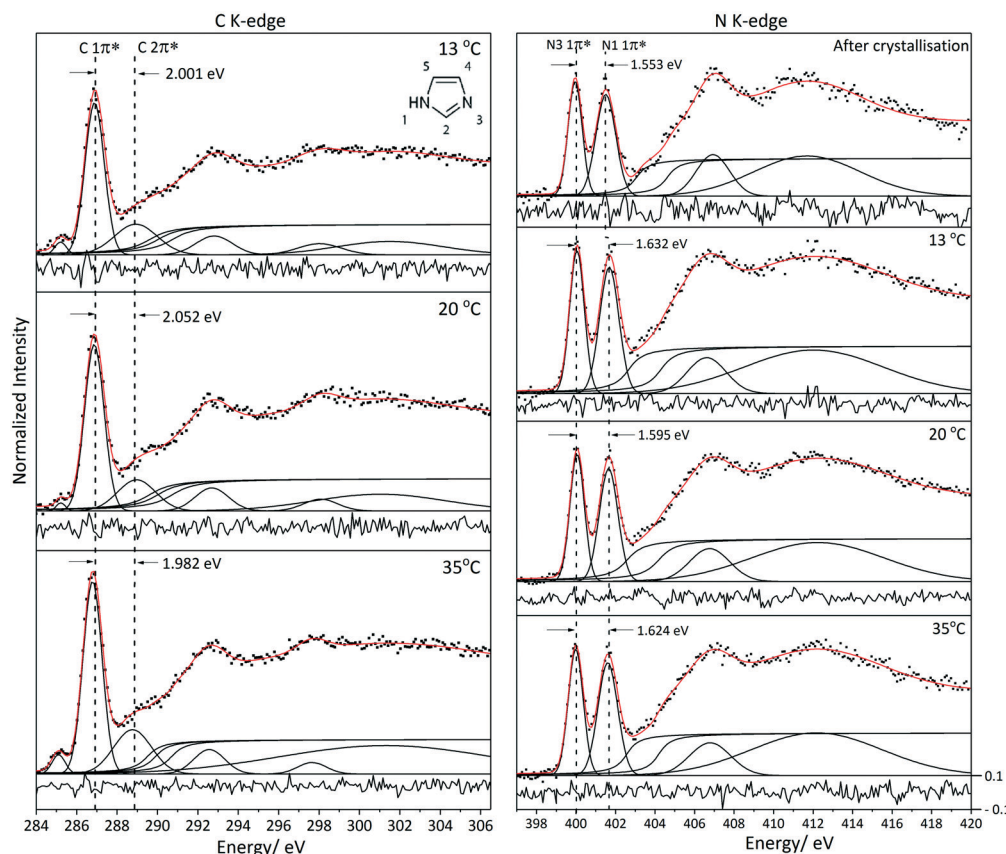 C K-edge
C 1π*
C 2π*
13 °C
2.001 eV
5
4
HN
N
1
2
3
20 °C
2.052 eV
35°C
1.982 eV
Normalized Intensity
284 286 288 290 292 294 296 298 300 302 304 306
Energy/ eV
N K-edge
N3 1π*
N1 1π*
After crystallisation
1.553 eV
13 °C
1.632 eV
20 °C
1.595 eV
35°C
1.624 eV
0.1
398 400 402 404 406 408 410 412 414 416 418 420
Energy/ eV